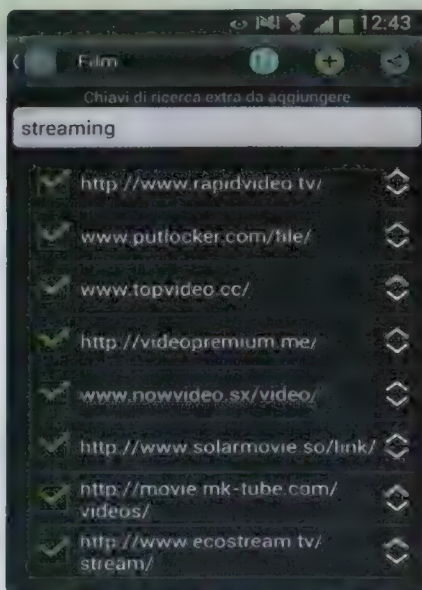 12:43
Film
Chiavi di ricerca extra da aggiungere
streaming
http://www.rapidvideo.tv/
www.putlocker.com/file/
www.topvideo.cc/
http://videopremium.me/
www.nowvideo.sx/video/
http://www.solarmovie.so/link/
http://movie.mk-tube.com/
videos/
http://www.ecostream.tv/
stream/